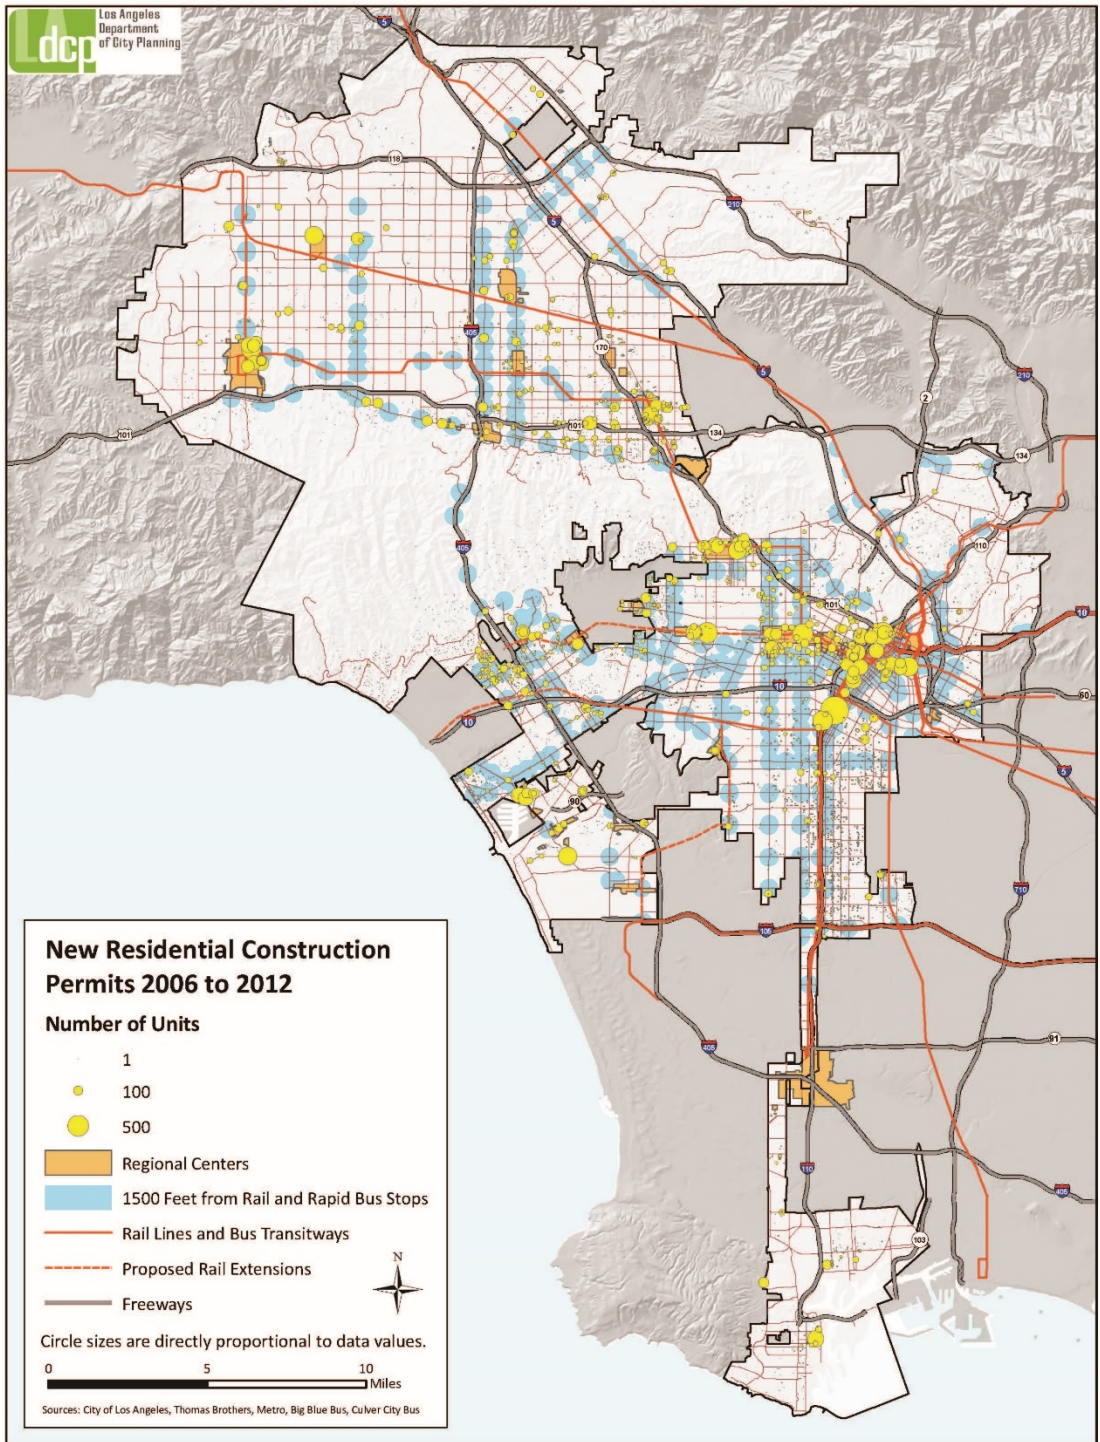 Los Angeles
Department
of City Planning
Ldcp
5
118
210
5
405
170
5
2
210
101
101
134
134
405
110
101
10
10
60
10
5
90
710
105
405
91
110
405
103
New Residential Construction
Permits 2006 to 2012
Number of Units
1
100
500
Regional Centers
1500 Feet from Rail and Rapid Bus Stops
Rail Lines and Bus Transitways
Proposed Rail Extensions
N
Freeways
Circle sizes are directly proportional to data values.
0 5 10
Miles
Sources: City of Los Angeles, Thomas Brothers, Metro, Big Blue Bus, Culver City Bus